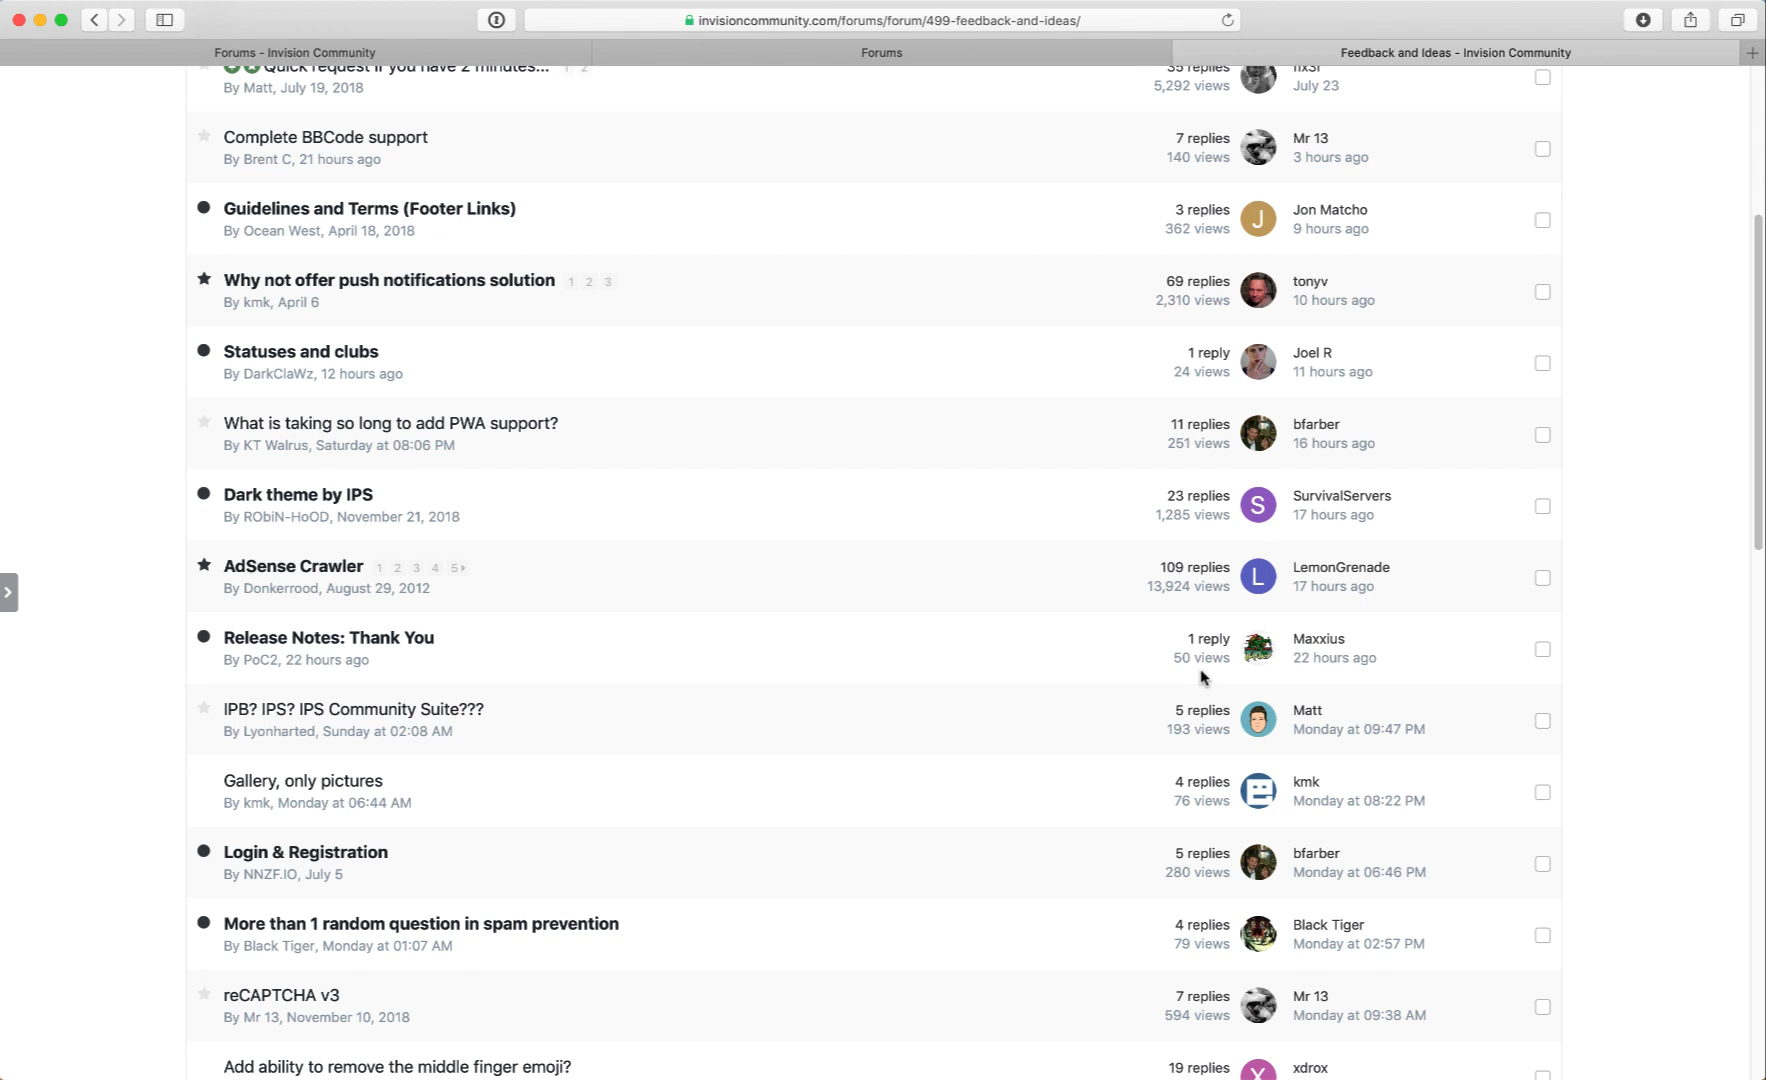 invisioncommunity.com/forums/forum/499-feedback-and-ideas/
Forums - Invision Community
Forums
Feedback and Ideas - Invision Community
Quick request if you have 2 minutes... 1 2
By Matt, July 19, 2018
35 replies
5,292 views
July 23
Complete BBCode support
By Brent C, 21 hours ago
7 replies
140 views
Mr 13
3 hours ago
Guidelines and Terms (Footer Links)
By Ocean West, April 18, 2018
3 replies
362 views
J
Jon Matcho
9 hours ago
Why not offer push notifications solution 1 2 3
By kmk, April 6
69 replies
2,310 views
tonyv
10 hours ago
Statuses and clubs
By DarkClaWz, 12 hours ago
1 reply
24 views
Joel R
11 hours ago
What is taking so long to add PWA support?
By KT Walrus, Saturday at 08:06 PM
11 replies
251 views
bfarber
16 hours ago
Dark theme by IPS
By RObiN-HoOD, November 21, 2018
23 replies
1,285 views
S
SurvivalServers
17 hours ago
AdSense Crawler 1 2 3 4 5
By Donkerrood, August 29, 2012
109 replies
13,924 views
L
LemonGrenade
17 hours ago
Release Notes: Thank You
By PoC2, 22 hours ago
1 reply
50 views
Maxxius
22 hours ago
IPB? IPS? IPS Community Suite???
By Lyonharted, Sunday at 02:08 AM
5 replies
193 views
Matt
Monday at 09:47 PM
Gallery, only pictures
By kmk, Monday at 06:44 AM
4 replies
76 views
kmk
Monday at 08:22 PM
Login & Registration
By NNZF.IO, July 5
5 replies
280 views
bfarber
Monday at 06:46 PM
More than 1 random question in spam prevention
By Black Tiger, Monday at 01:07 AM
4 replies
79 views
Black Tiger
Monday at 02:57 PM
reCAPTCHA v3
By Mr 13, November 10, 2018
7 replies
594 views
Mr 13
Monday at 09:38 AM
Add ability to remove the middle finger emoji?
19 replies
X
xdrox